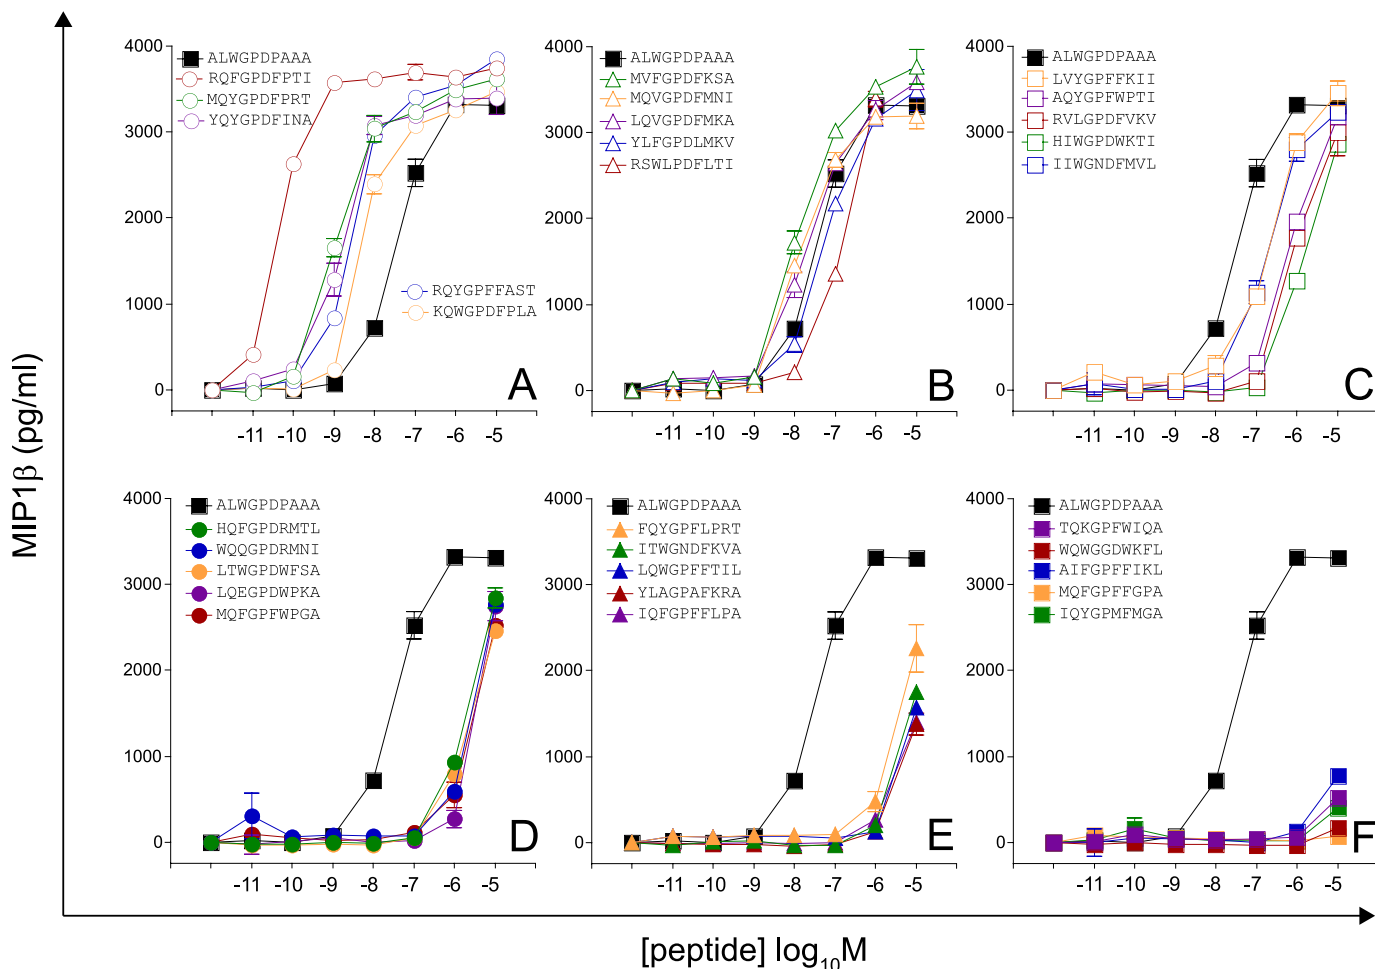 MIP1β (pg/ml)
4000
3000
2000
1000
0
ALWGPDPAAA
RQFGPDFPTI
MQYGPDFPRT
YQYGPDFINA
RQYGPFFAST
KQWGPDFPLA
A
-11 -10 -9 -8 -7 -6 -5
4000
3000
2000
1000
0
ALWGPDPAAA
MVFGPDFKSA
MQVGPDFMNI
LQVGPDFMKA
YLFGPDLMKV
RSWLPDFLTI
B
-11 -10 -9 -8 -7 -6 -5
4000
3000
2000
1000
0
ALWGPDPAAA
LVYGPFFKII
AQYGPFWPTI
RVLGPDFVKV
HIWGPDWKTI
IIWGNDFMVL
C
-11 -10 -9 -8 -7 -6 -5
4000
3000
2000
1000
0
ALWGPDPAAA
HQFGPDRMTL
WQQGPDRMNI
LTWGPDWFSA
LQEGPDWPKA
MQFGPFWPGA
D
-11 -10 -9 -8 -7 -6 -5
4000
3000
2000
1000
0
ALWGPDPAAA
FQYGPFLPRT
ITWGNDFKVA
LQWGPFFTIL
YLAGPAFKRA
IQFGPFFLPA
E
-11 -10 -9 -8 -7 -6 -5
4000
3000
2000
1000
0
ALWGPDPAAA
TQKGPFWIQA
WQWGGDWKFL
AIFGPFFIKL
MQFGPFFGPA
IQYGPMFMGA
F
-11 -10 -9 -8 -7 -6 -5
[peptide] log₁₀M